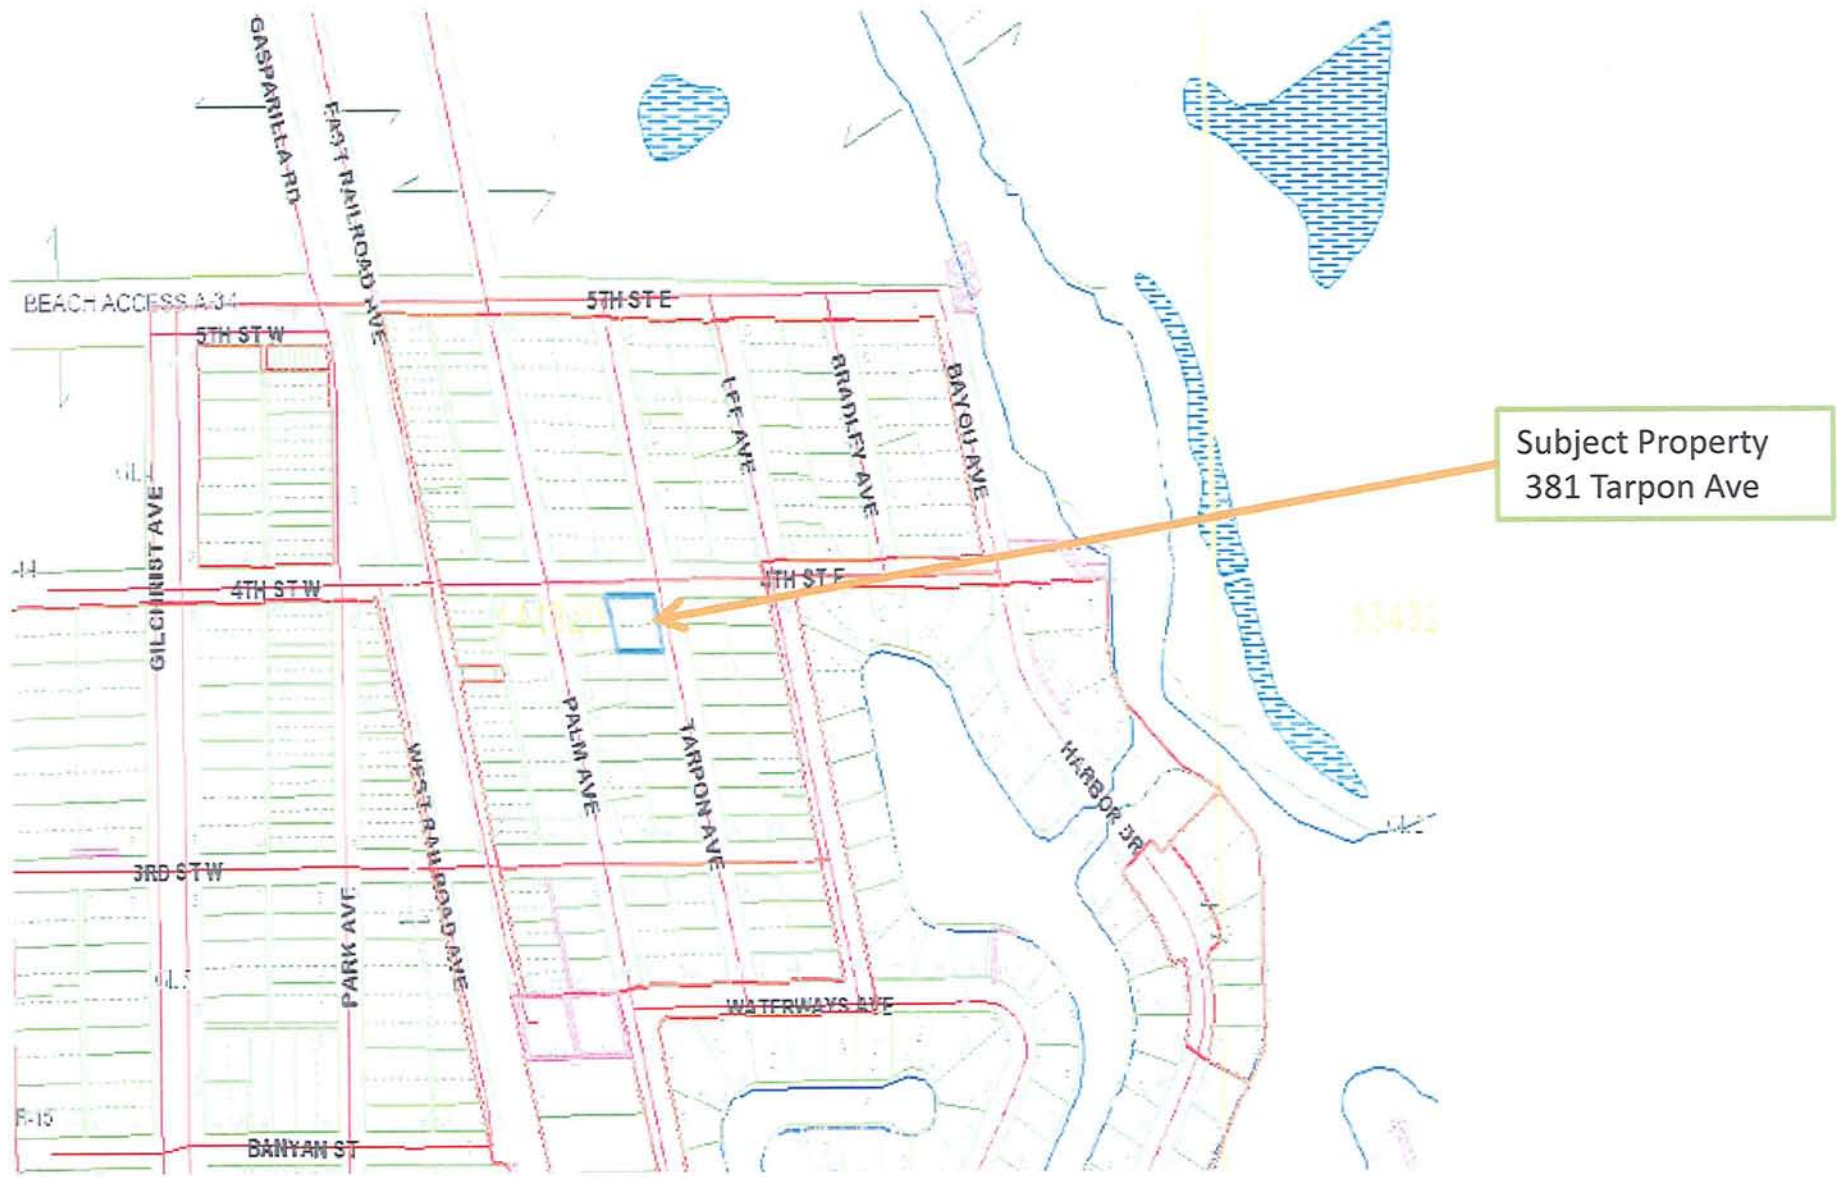 GASPARILLA RD
EAST RAILROAD AVE
BEACH ACCESS A-34
5TH ST E
5TH ST W
LEE AVE
BRADLEY AVE
BAYOU AVE
Subject Property
381 Tarpon Ave
GILCHRIST AVE
4TH ST W
4TH ST E
PALM AVE
TARPON AVE
WEST RAILROAD AVE
HARBOR DR
3RD ST W
PARK AVE
WATERWAYS AVE
BANYAN ST